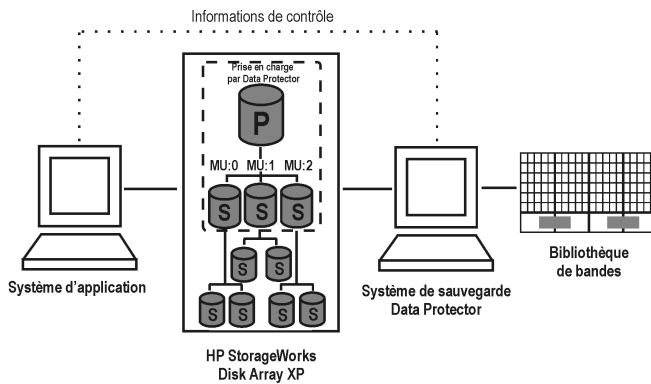 Informations de contrôle
Prise en charge
par Data Protector
P
MU:0 MU:1 MU:2
S S S
S S
S S S S
Système d'application
HP StorageWorks
Disk Array XP
Système de sauvegarde
Data Protector
Bibliothèque
de bandes